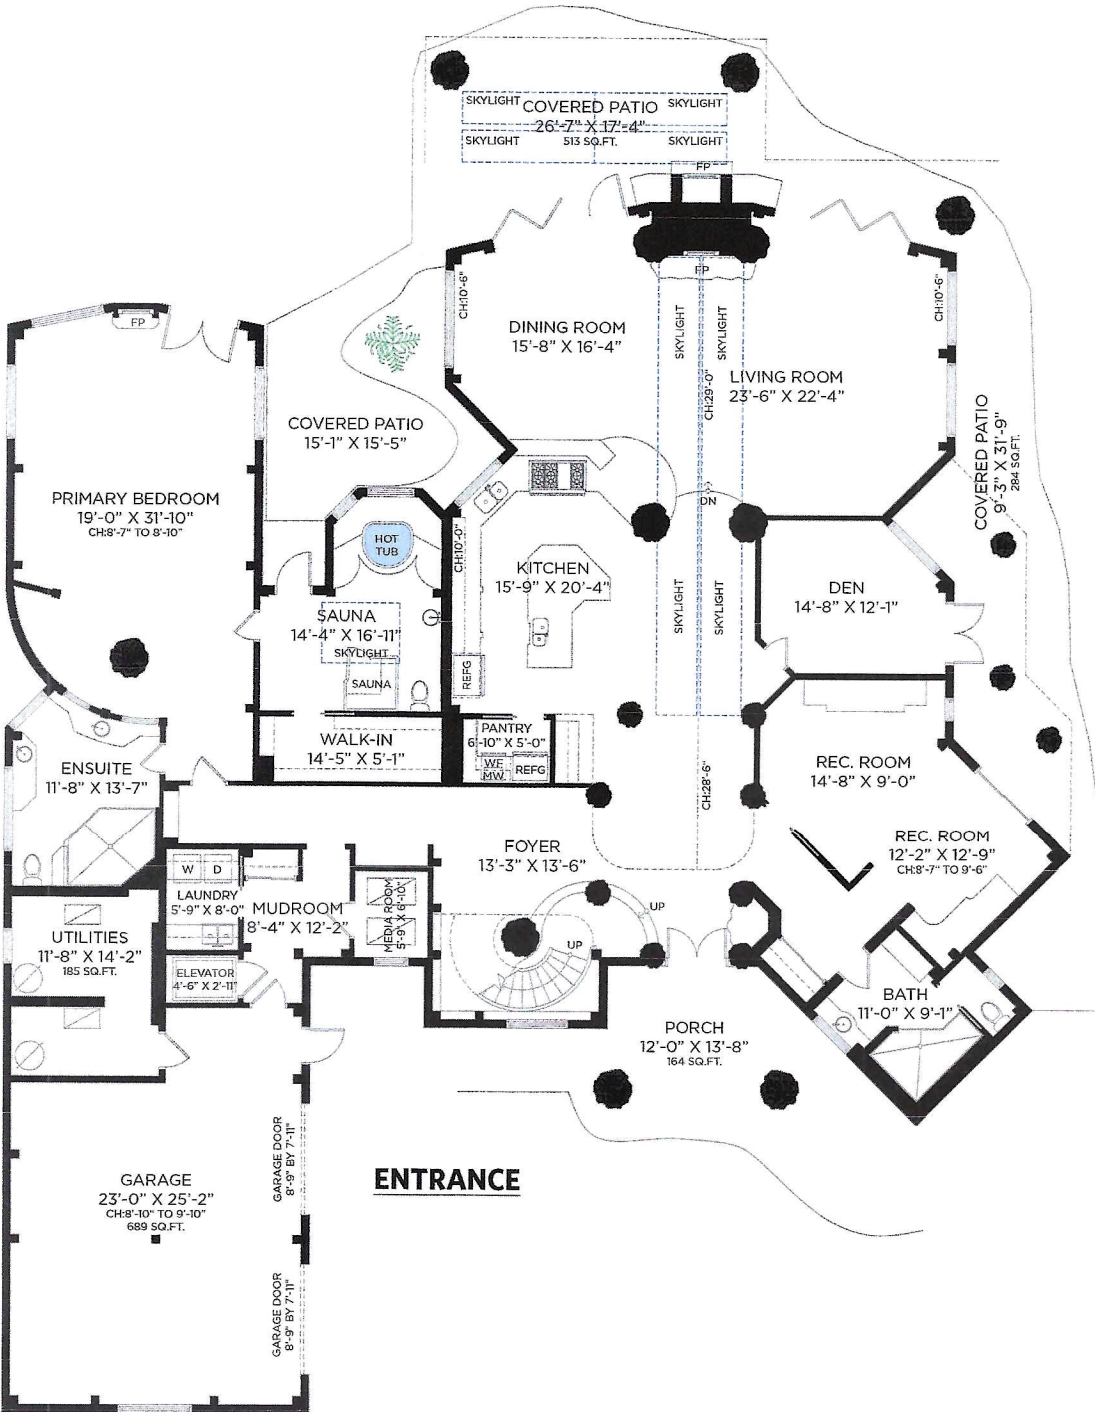 SKYLIGHT
COVERED PATIO
SKYLIGHT
26'-7" X 17'-4"
SKYLIGHT
513 SQ.FT.
SKYLIGHT
FP
FP
FP
CH:10'-6"
CH:10'-6"
DINING ROOM
15'-8" X 16'-4"
SKYLIGHT
SKYLIGHT
CH:29'-0"
LIVING ROOM
23'-6" X 22'-4"
COVERED PATIO
15'-1" X 15'-5"
COVERED PATIO
9'-3" X 31'-9"
284 SQ.FT.
PRIMARY BEDROOM
19'-0" X 31'-10"
CH:8'-7" TO 8'-10"
DN
HOT
TUB
CH:10'-0"
KITCHEN
15'-9" X 20'-4"
SKYLIGHT
SKYLIGHT
DEN
14'-8" X 12'-1"
SAUNA
14'-4" X 16'-11"
SKYLIGHT
SAUNA
REFG
WALK-IN
14'-5" X 5'-1"
PANTRY
6'-10" X 5'-0"
WF
MW
REFG
CH:28'-6"
REC. ROOM
14'-8" X 9'-0"
ENSUITE
11'-8" X 13'-7"
FOYER
13'-3" X 13'-6"
REC. ROOM
12'-2" X 12'-9"
CH:8'-7" TO 9'-6"
W
D
LAUNDRY
5'-9" X 8'-0"
MUDROOM
8'-4" X 12'-2"
MEDIA ROOM
5'-9" X 6'-10"
UP
UP
UTILITIES
11'-8" X 14'-2"
185 SQ.FT.
ELEVATOR
4'-6" X 2'-11"
BATH
11'-0" X 9'-1"
PORCH
12'-0" X 13'-8"
164 SQ.FT.
GARAGE DOOR
8'-9" BY 7'-11"
ENTRANCE
GARAGE
23'-0" X 25'-2"
CH:8'-10" TO 9'-10"
689 SQ.FT.
GARAGE DOOR
8'-9" BY 7'-11"